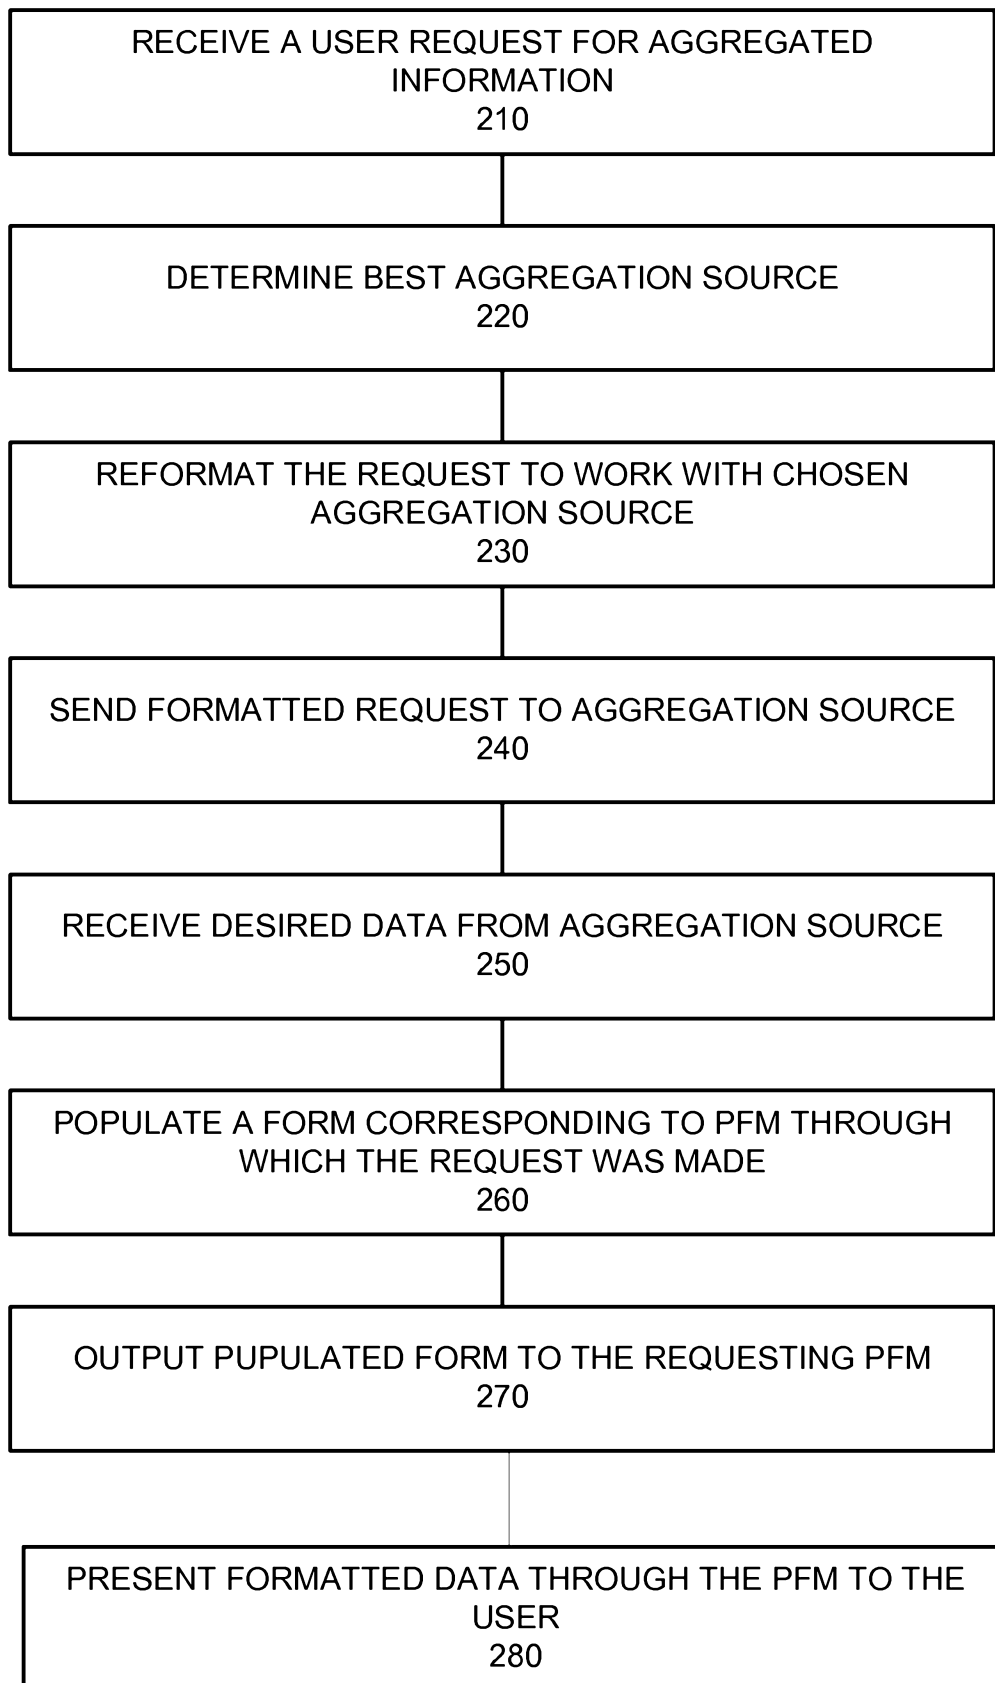 RECEIVE A USER REQUEST FOR AGGREGATED
INFORMATION
210
DETERMINE BEST AGGREGATION SOURCE
220
REFORMAT THE REQUEST TO WORK WITH CHOSEN
AGGREGATION SOURCE
230
SEND FORMATTED REQUEST TO AGGREGATION SOURCE
240
RECEIVE DESIRED DATA FROM AGGREGATION SOURCE
250
POPULATE A FORM CORRESPONDING TO PFM THROUGH
WHICH THE REQUEST WAS MADE
260
OUTPUT PUPULATED FORM TO THE REQUESTING PFM
270
PRESENT FORMATTED DATA THROUGH THE PFM TO THE
USER
280